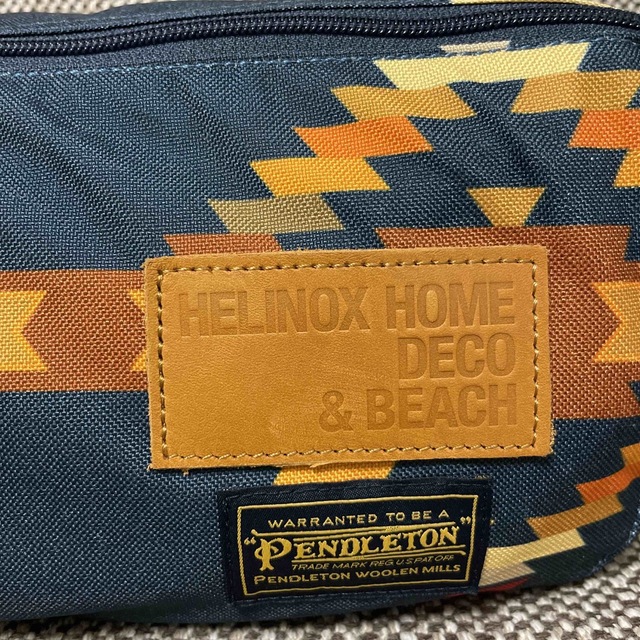 HELINOX HOME
DECO
& BEACH
WARRANTED TO BE A
"PENDLETON"
TRADE MARK REG. U.S. PAT. OFF.
PENDLETON WOOLEN MILLS